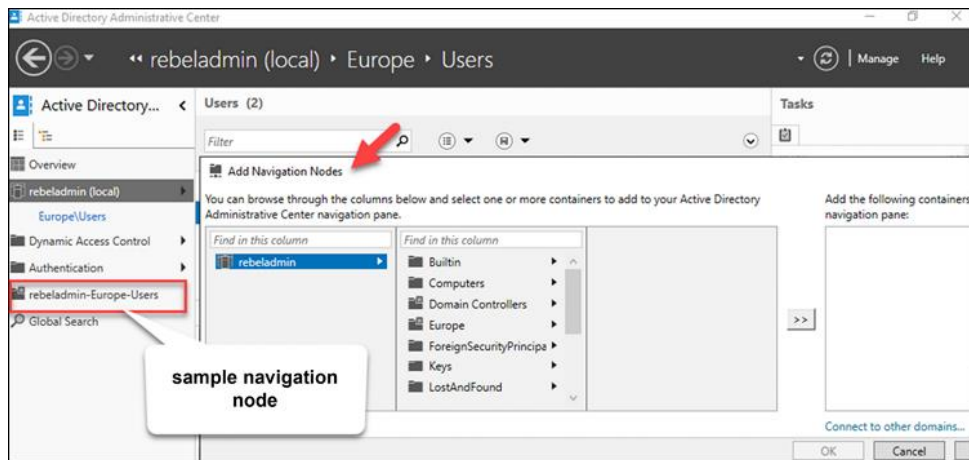 Active Directory Administrative Center
rebeladmin (local) Europe Users
Manage Help
Active Directory...
Overview
rebeladmin (local)
Europe\Users
Dynamic Access Control
Authentication
rebeladmin-Europe-Users
Global Search
sample navigation
node
Users (2)
Filter
Tasks
Add Navigation Nodes
You can browse through the columns below and select one or more containers to add to your Active Directory
Administrative Center navigation pane.
Find in this column
rebeladmin
Find in this column
Builtin
Computers
Domain Controllers
Europe
ForeignSecurityPrincipa
Keys
LostAndFound
>>
Add the following containers
navigation pane:
Connect to other domains...
OK Cancel